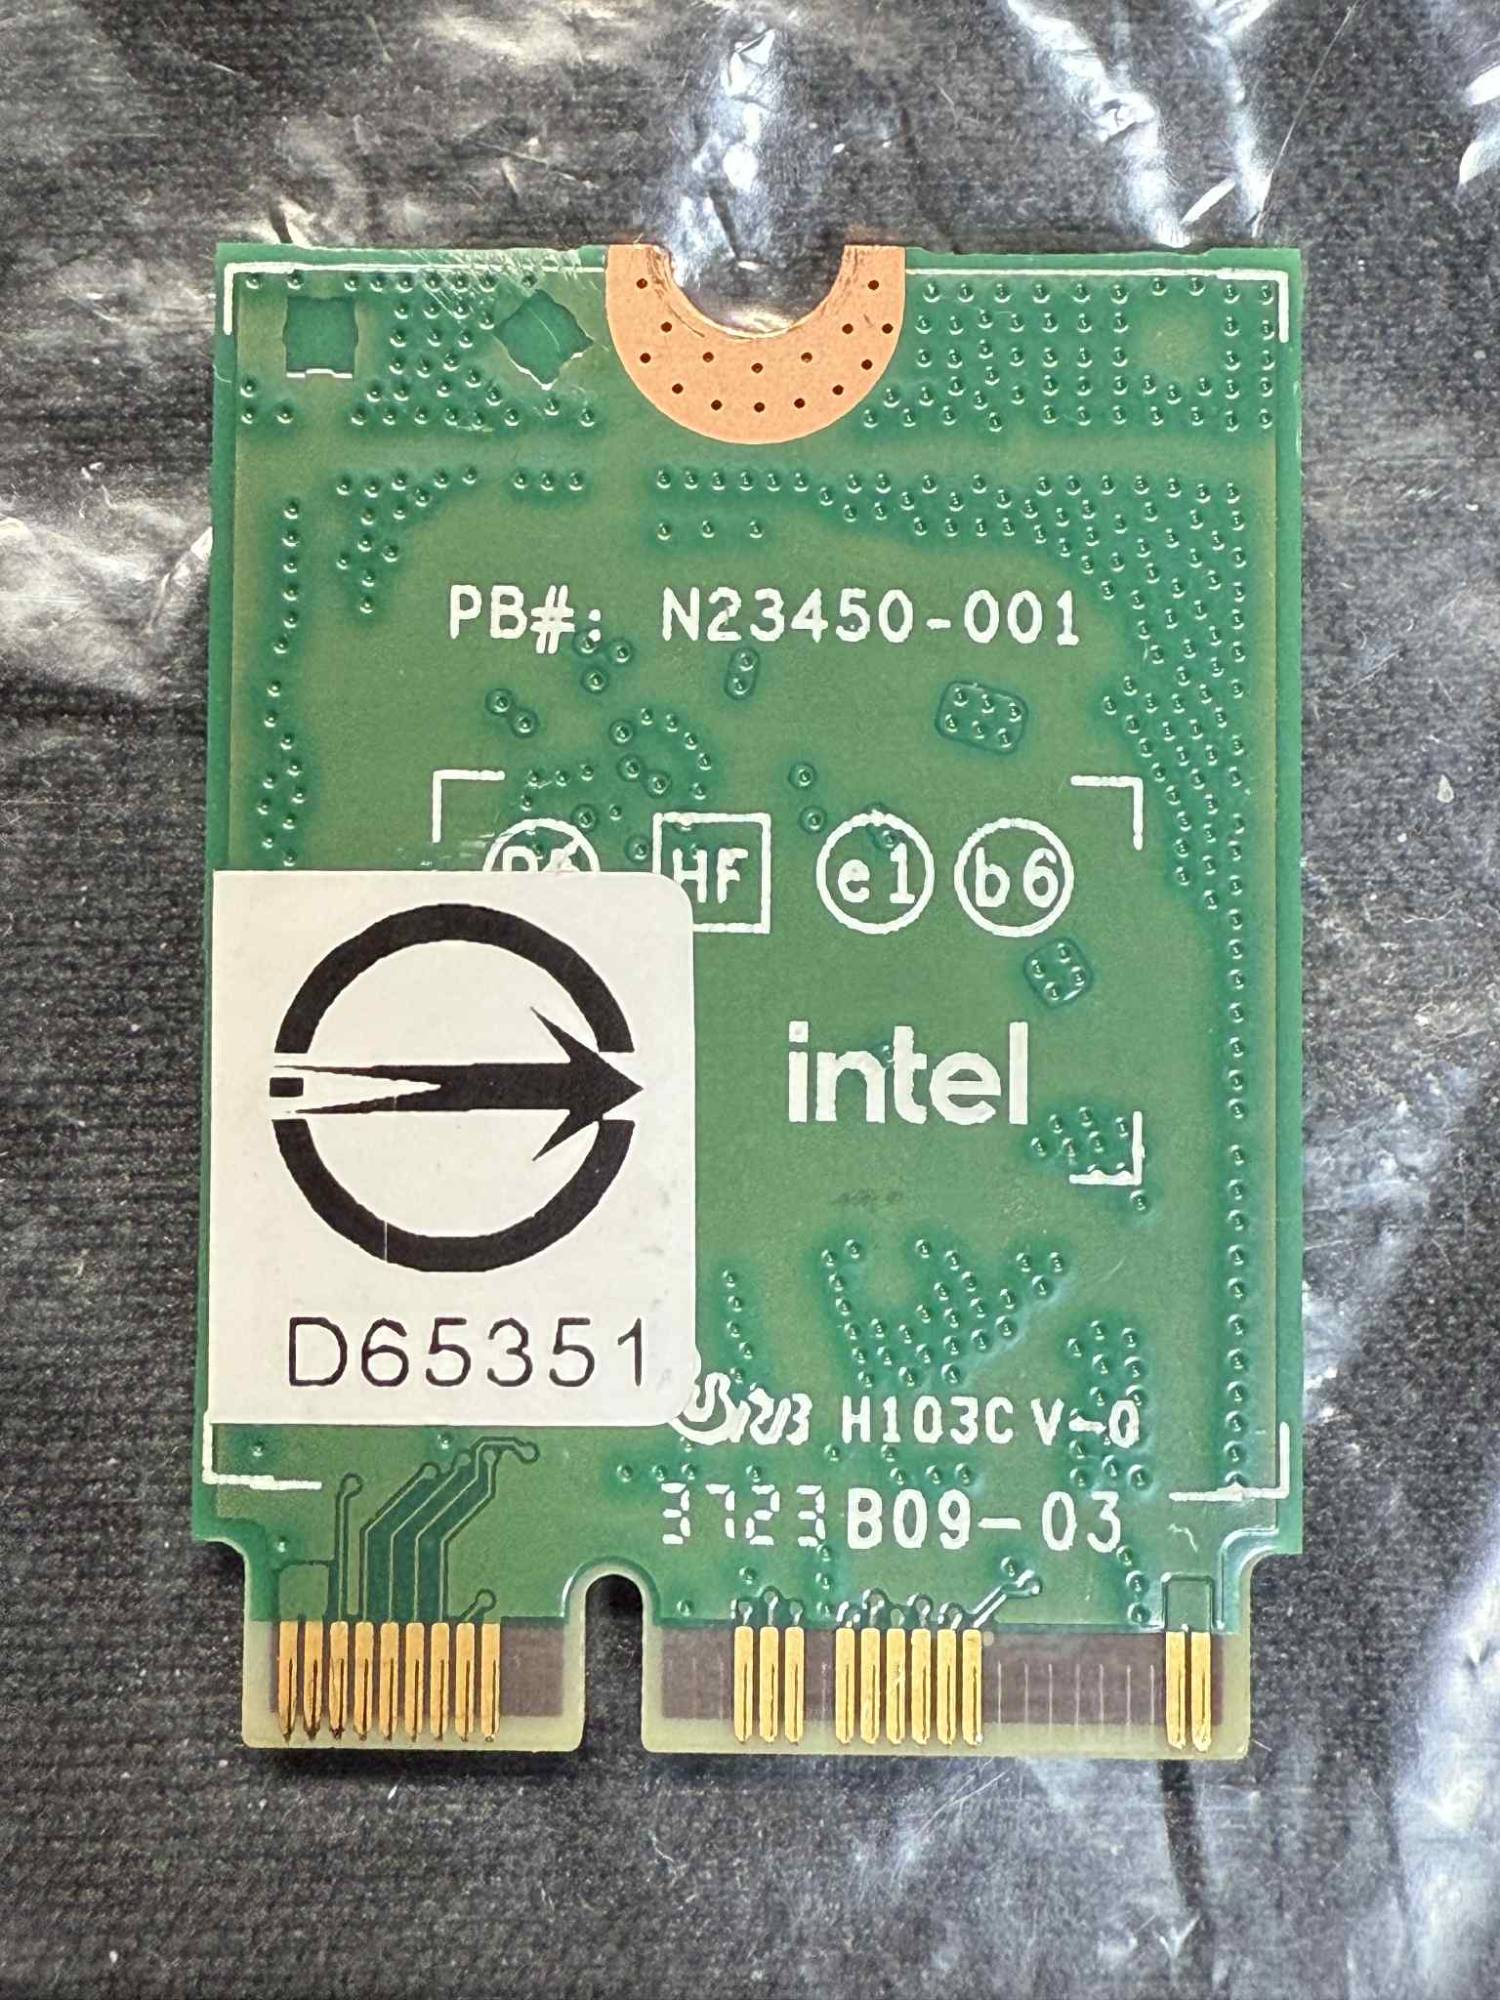 PB#: N23450-001
HF e1 b6
intel
D65351
H103C V-0
3723 B09-03